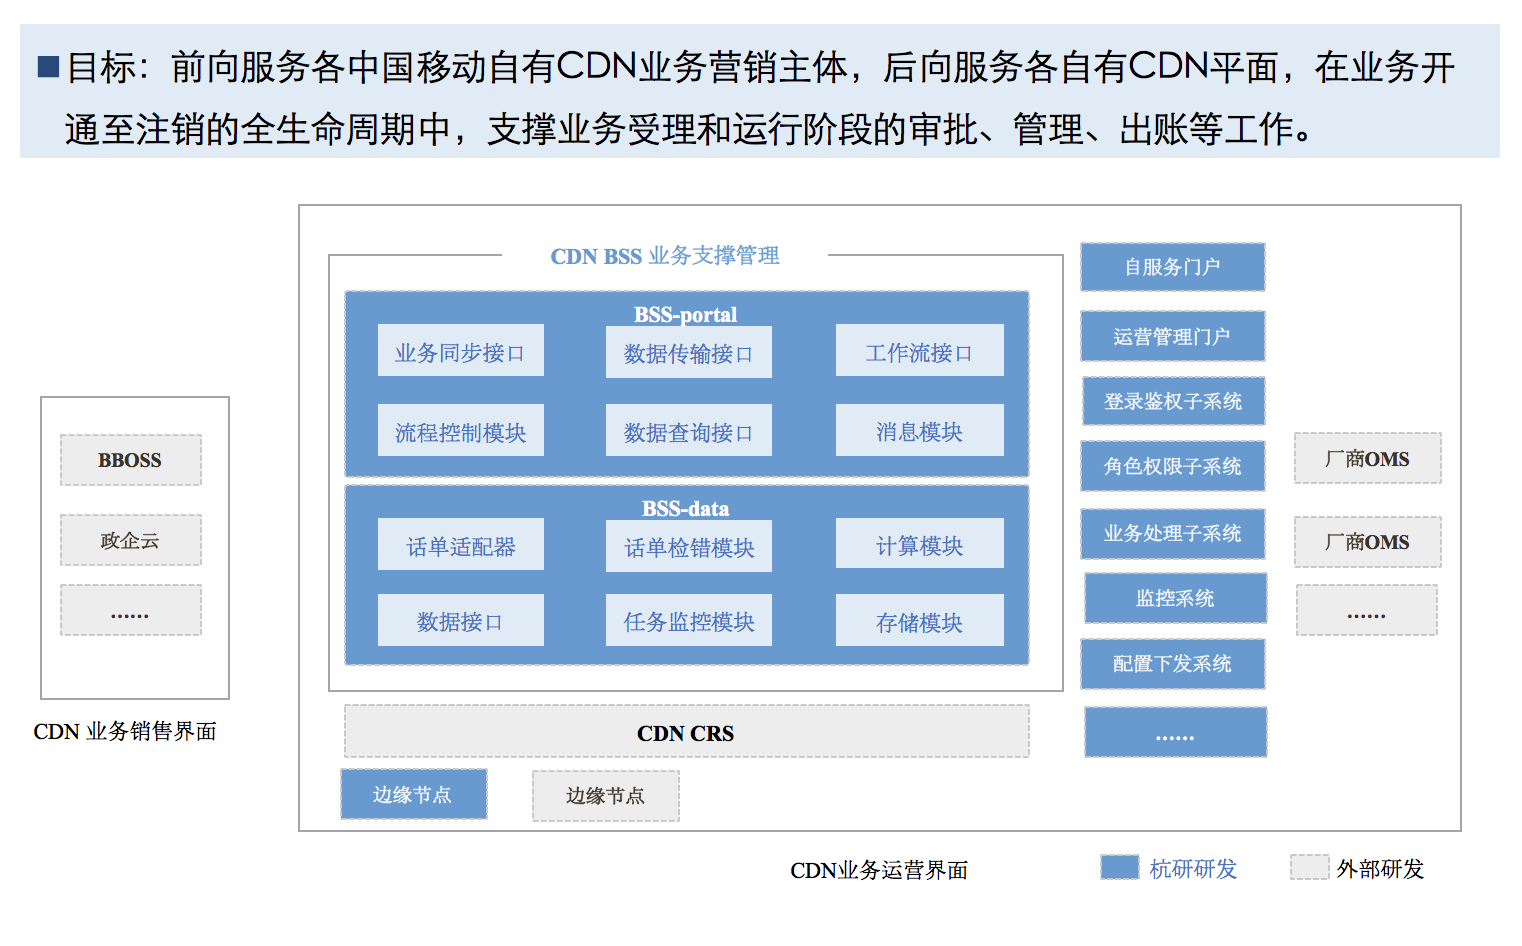 目标：前向服务各中国移动自有CDN业务营销主体，后向服务各自有CDN平面，在业务开
通至注销的全生命周期中，支撑业务受理和运行阶段的审批、管理、出账等工作。
BBOSS
政企云
……
CDN 业务销售界面
CDN BSS 业务支撑管理
BSS-portal
业务同步接口
数据传输接口
工作流接口
流程控制模块
数据查询接口
消息模块
BSS-data
话单适配器
话单检错模块
计算模块
数据接口
任务监控模块
存储模块
CDN CRS
边缘节点
边缘节点
自服务门户
运营管理门户
登录鉴权子系统
角色权限子系统
业务处理子系统
监控系统
配置下发系统
……
厂商OMS
厂商OMS
……
CDN业务运营界面
杭研研发
外部研发